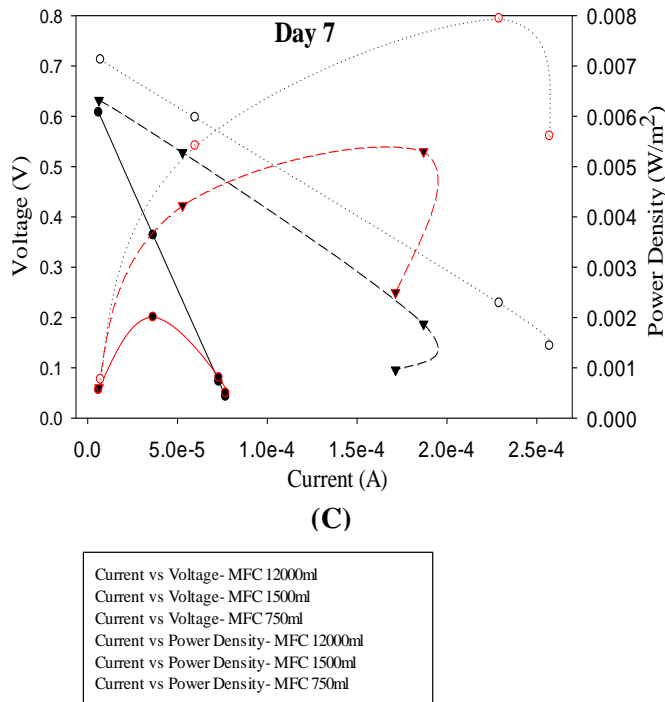 Day 7
0.8
0.7
0.6
0.5
0.4
0.3
0.2
0.1
0.0
Voltage (V)
0.008
0.007
0.006
0.005
0.004
0.003
0.002
0.001
0.000
Power Density (W/m²)
0.0 5.0e-5 1.0e-4 1.5e-4 2.0e-4 2.5e-4
Current (A)
(C)
Current vs Voltage- MFC 12000ml
Current vs Voltage- MFC 1500ml
Current vs Voltage- MFC 750ml
Current vs Power Density- MFC 12000ml
Current vs Power Density- MFC 1500ml
Current vs Power Density- MFC 750ml